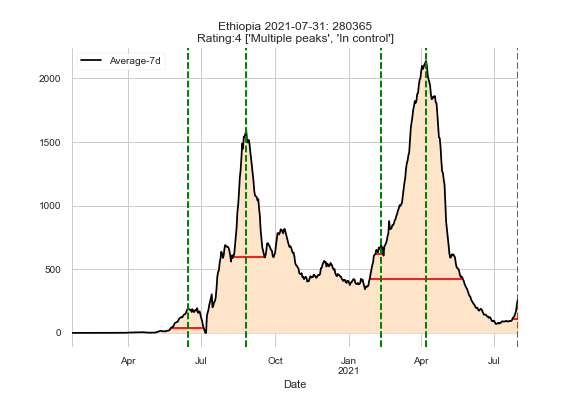 Ethiopia 2021-07-31: 280365
Rating:4 ['Multiple peaks', 'In control']
Average-7d
2000
1500
1000
500
0
Apr
Jul
Oct
Jan
2021
Apr
Jul
Date